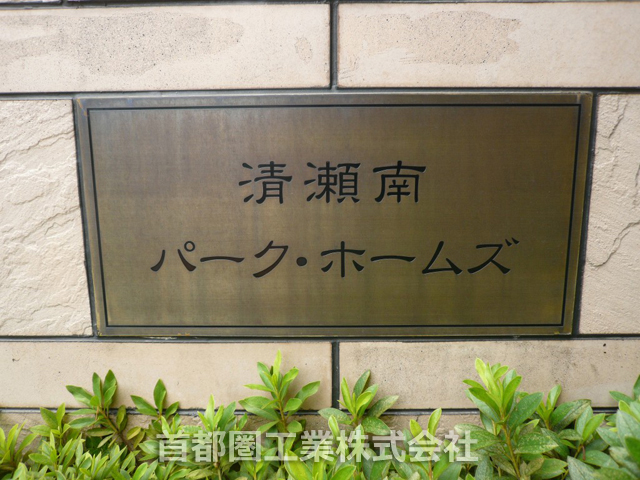 清瀬南
パーク・ホームズ
首都圏工業株式会社